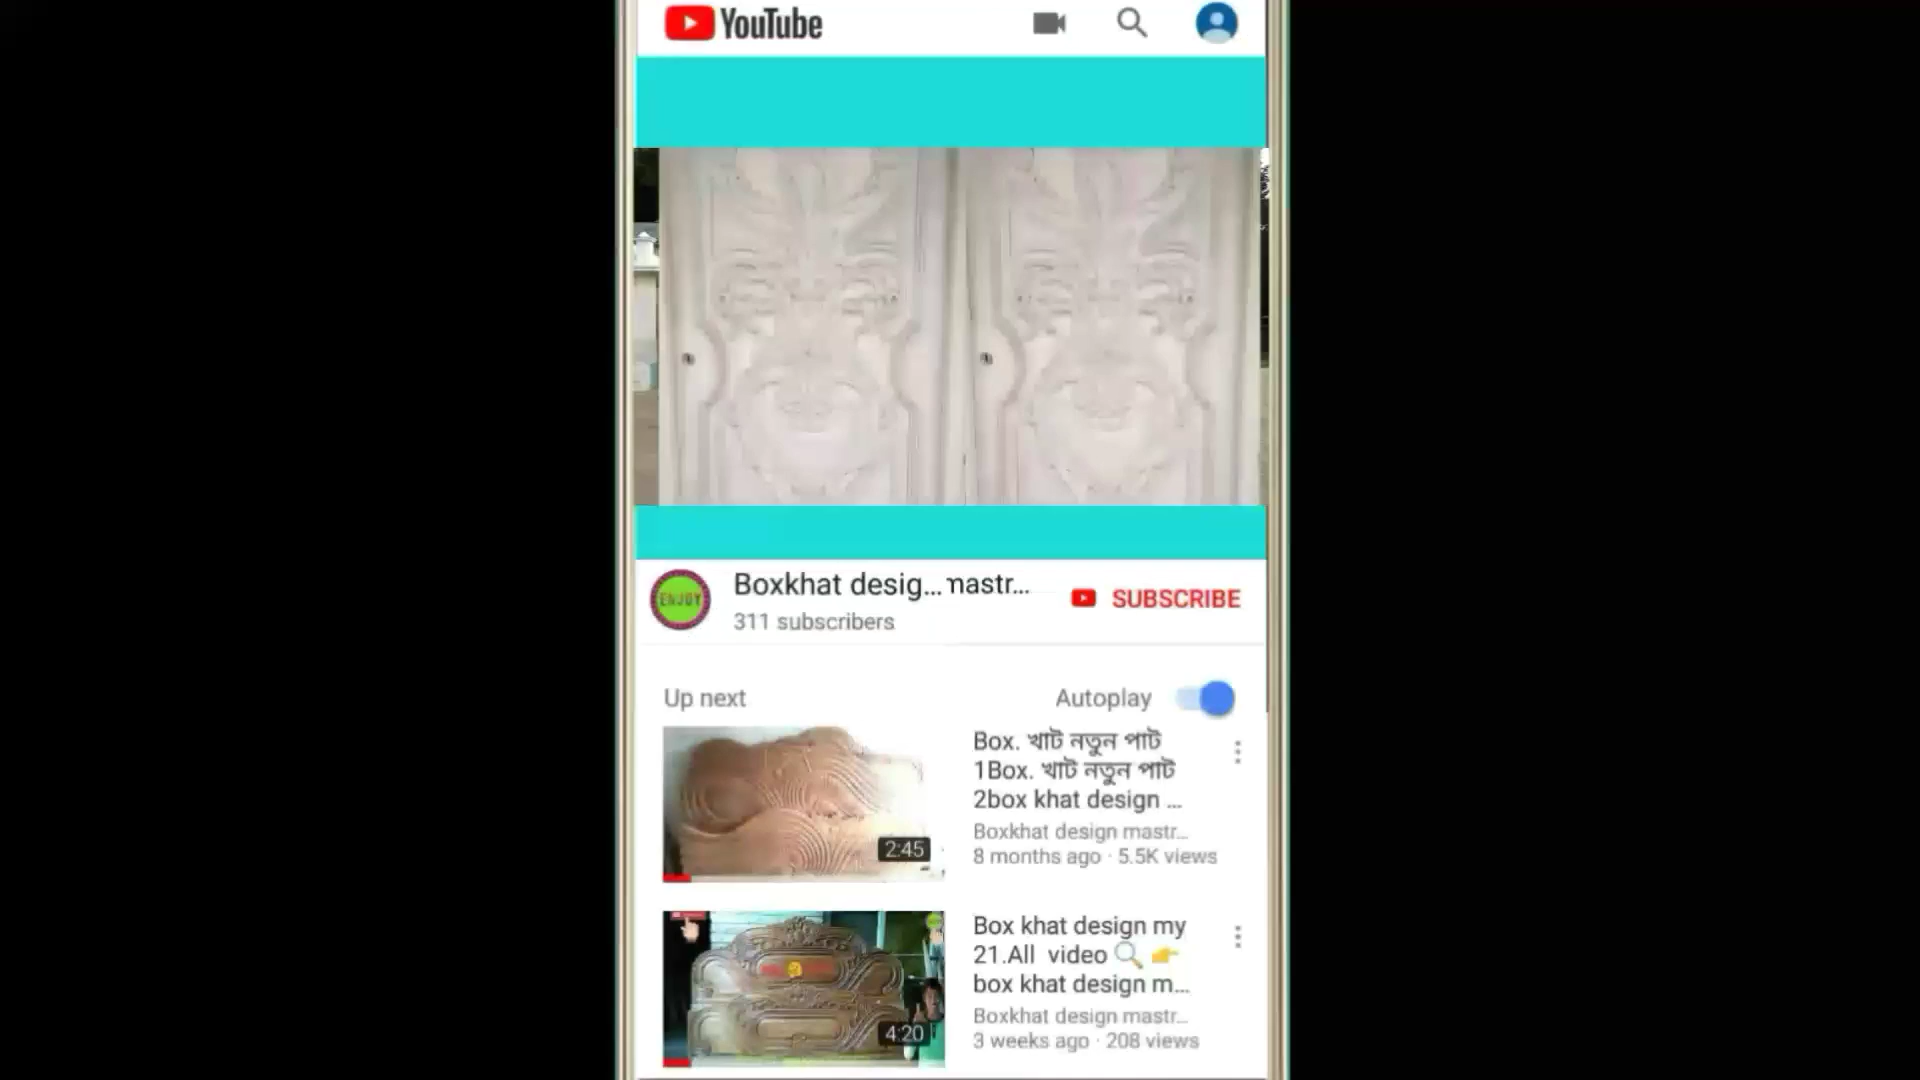 YouTube
Boxkhat desig... mastr...
ENJOY
SUBSCRIBE
311 subscribers
Up next
Autoplay
Box. খাট নতুন পাট
1Box. খাট নতুন পাট
2box khat design ...
Boxkhat design mastr...
8 months ago · 5.5K views
2:45
Box khat design my
21.All video 🔍 👉
box khat design m...
Boxkhat design mastr...
3 weeks ago · 208 views
4:20